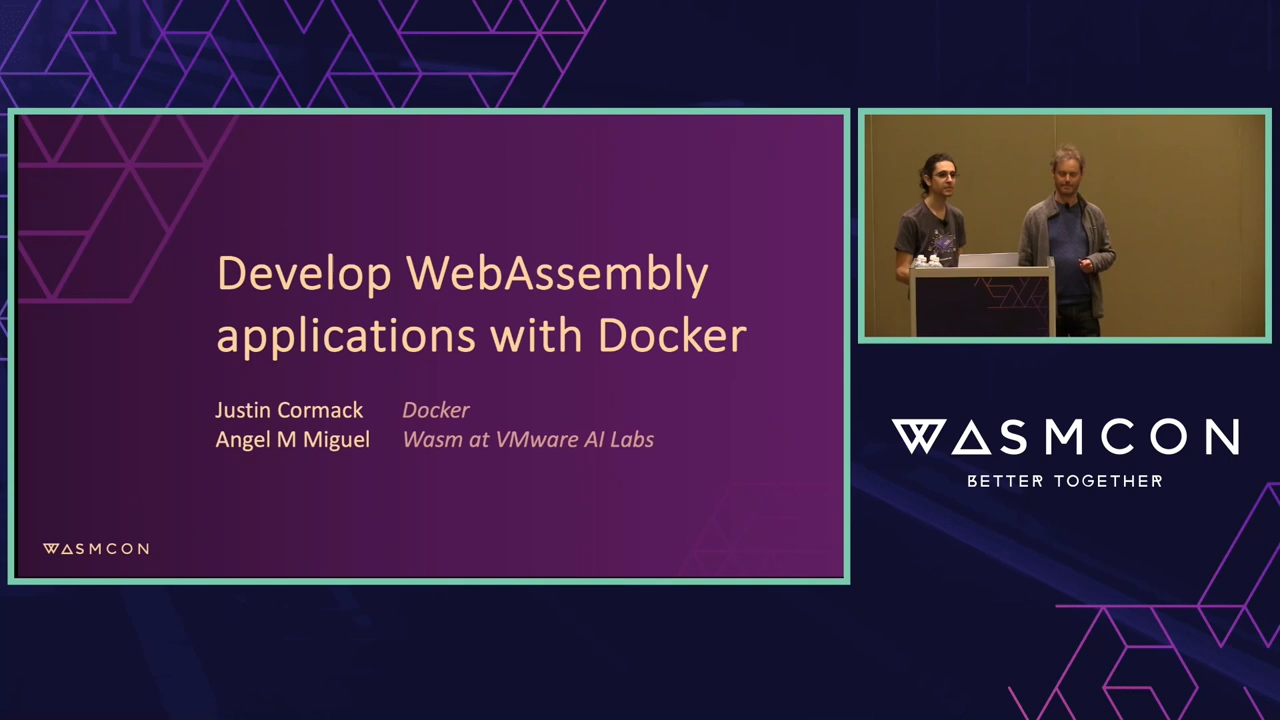 Develop WebAssembly
applications with Docker
Justin Cormack Docker
Angel M Miguel Wasm at VMware AI Labs
WASMCON
WASMCON
BETTER TOGETHER